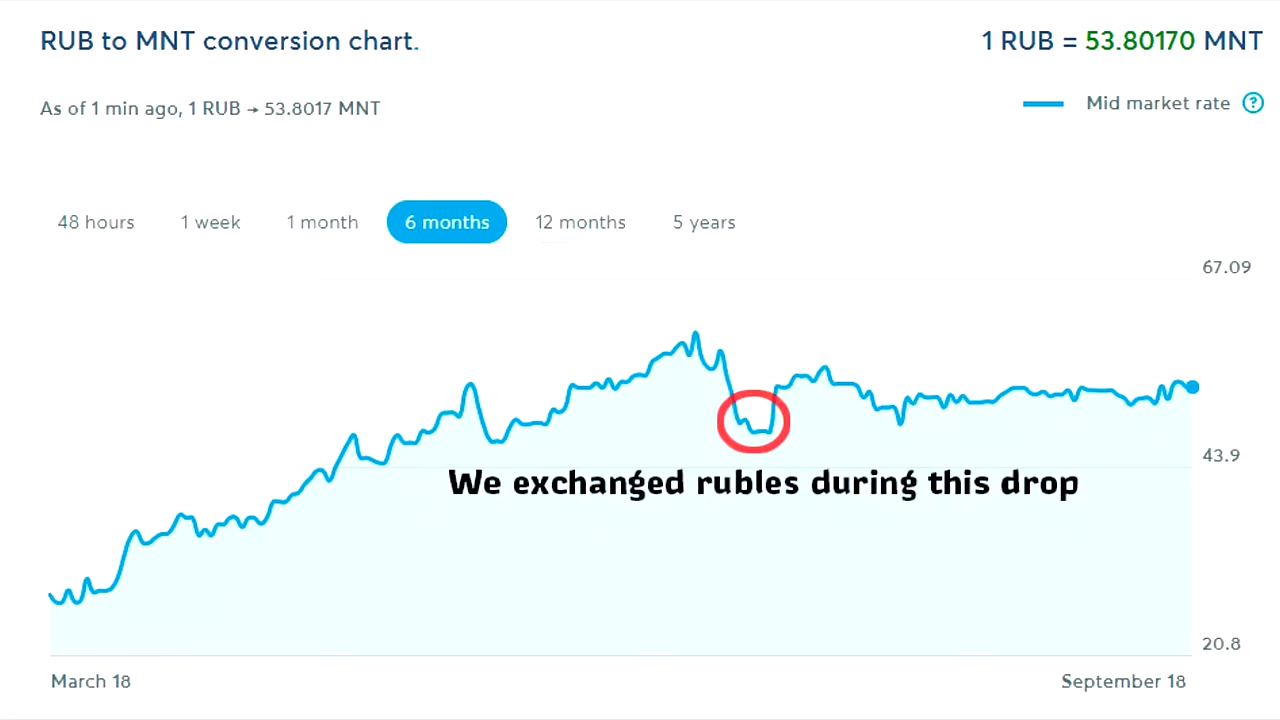 RUB to MNT conversion chart.
1 RUB = 53.80170 MNT
As of 1 min ago, 1 RUB → 53.8017 MNT
Mid market rate ?
48 hours 1 week 1 month 6 months 12 months 5 years
67.09
43.9
We exchanged rubles during this drop
20.8
March 18 September 18